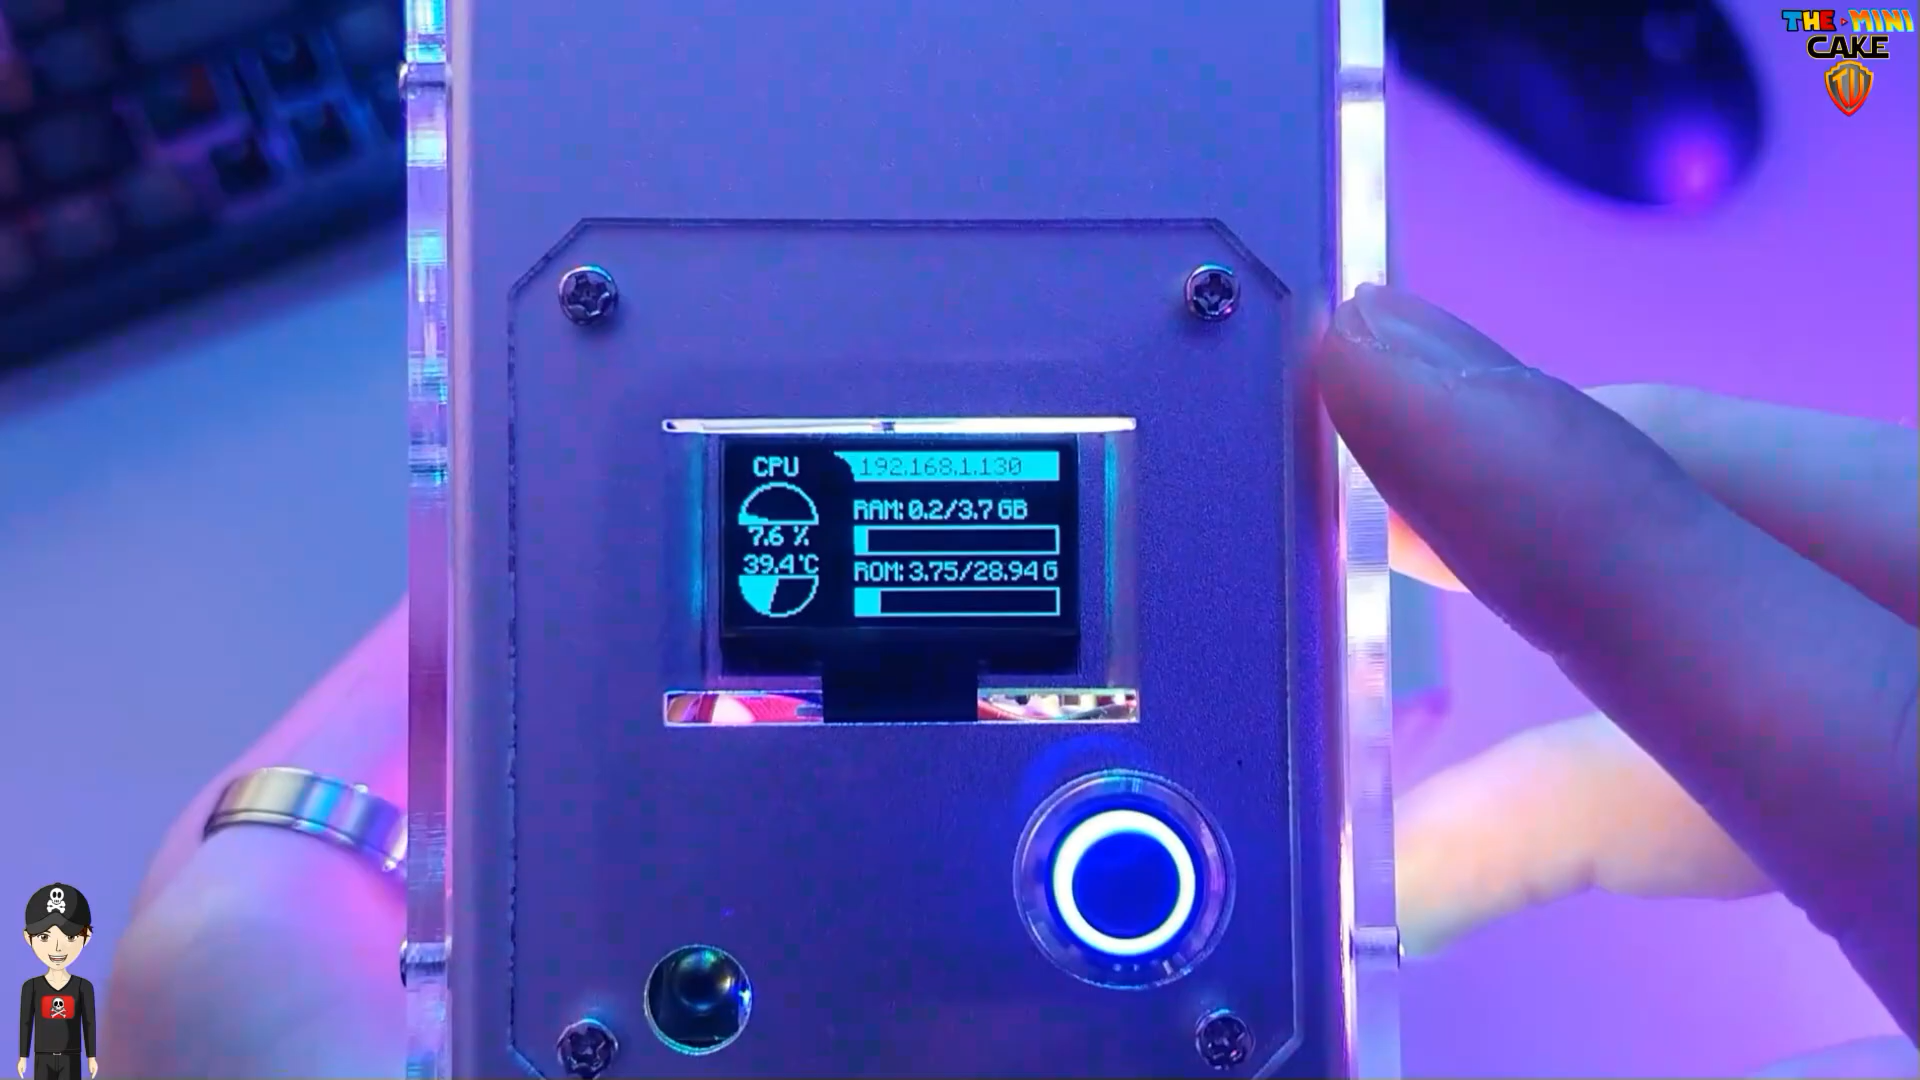 THE MINI
CAKE
TW
CPU
192.168.1.130
RAM: 0.2/3.7 GB
7.6 %
39.4°C
ROM: 3.75/28.94 G